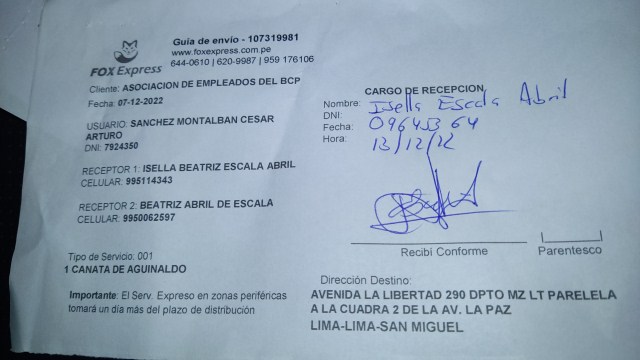 FOX Express
Guía de envío - 107319981
www.foxexpress.com.pe
644-0610 | 620-9987 | 959 176106
Cliente: ASOCIACION DE EMPLEADOS DEL BCP
Fecha: 07-12-2022
USUARIO: SANCHEZ MONTALBAN CESAR
ARTURO
DNI: 7924350
RECEPTOR 1: ISELLA BEATRIZ ESCALA ABRIL
CELULAR: 995114343
RECEPTOR 2: BEATRIZ ABRIL DE ESCALA
CELULAR: 9950062597
Tipo de Servicio: 001
1 CANATA DE AGUINALDO
Importante: El Serv. Expreso en zonas periféricas
tomará un día más del plazo de distribución
CARGO DE RECEPCION
Nombre: Isella Escala Abril
DNI:
Fecha:
Hora: 13/12/22
Recibí Conforme
Parentesco
Dirección Destino:
AVENIDA LA LIBERTAD 290 DPTO MZ LT PARELELA
A LA CUADRA 2 DE LA AV. LA PAZ
LIMA-LIMA-SAN MIGUEL